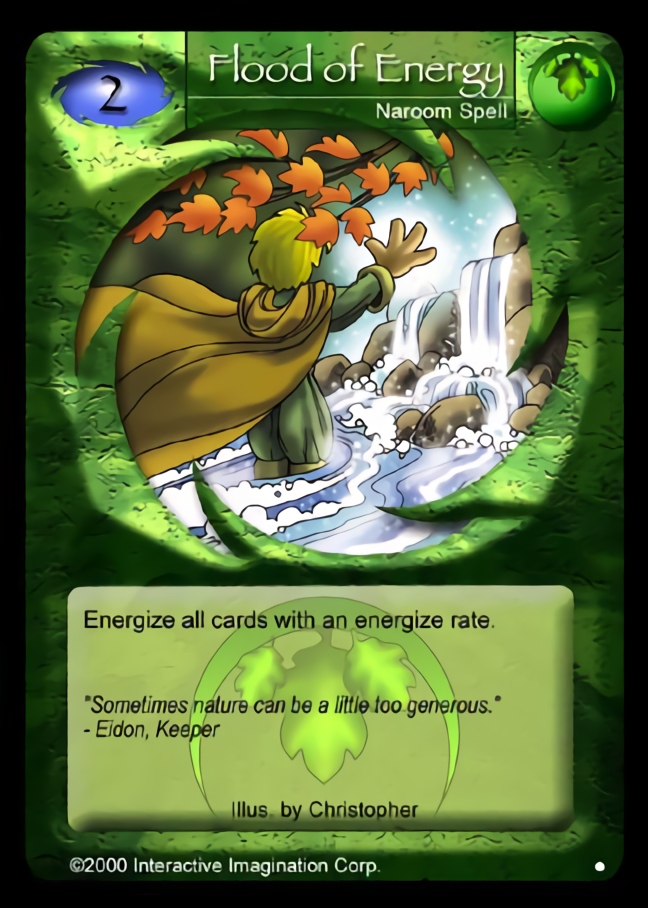 2
Flood of Energy
Naroom Spell
Energize all cards with an energize rate.
"Sometimes nature can be a little too generous."
- Eidon, Keeper
Illus. by Christopher
©2000 Interactive Imagination Corp.